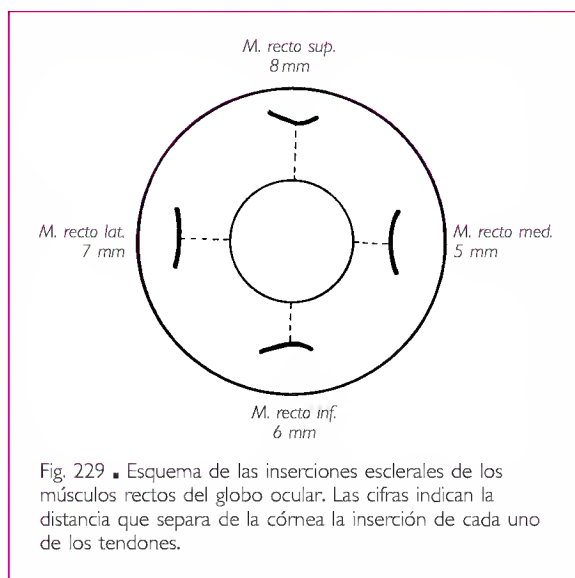 M. recto sup.
8 mm
M. recto lat.
7 mm
M. recto med.
5 mm
M. recto inf.
6 mm
Fig. 229 ▪ Esquema de las inserciones esclerales de los
músculos rectos del globo ocular. Las cifras indican la
distancia que separa de la córnea la inserción de cada uno
de los tendones.